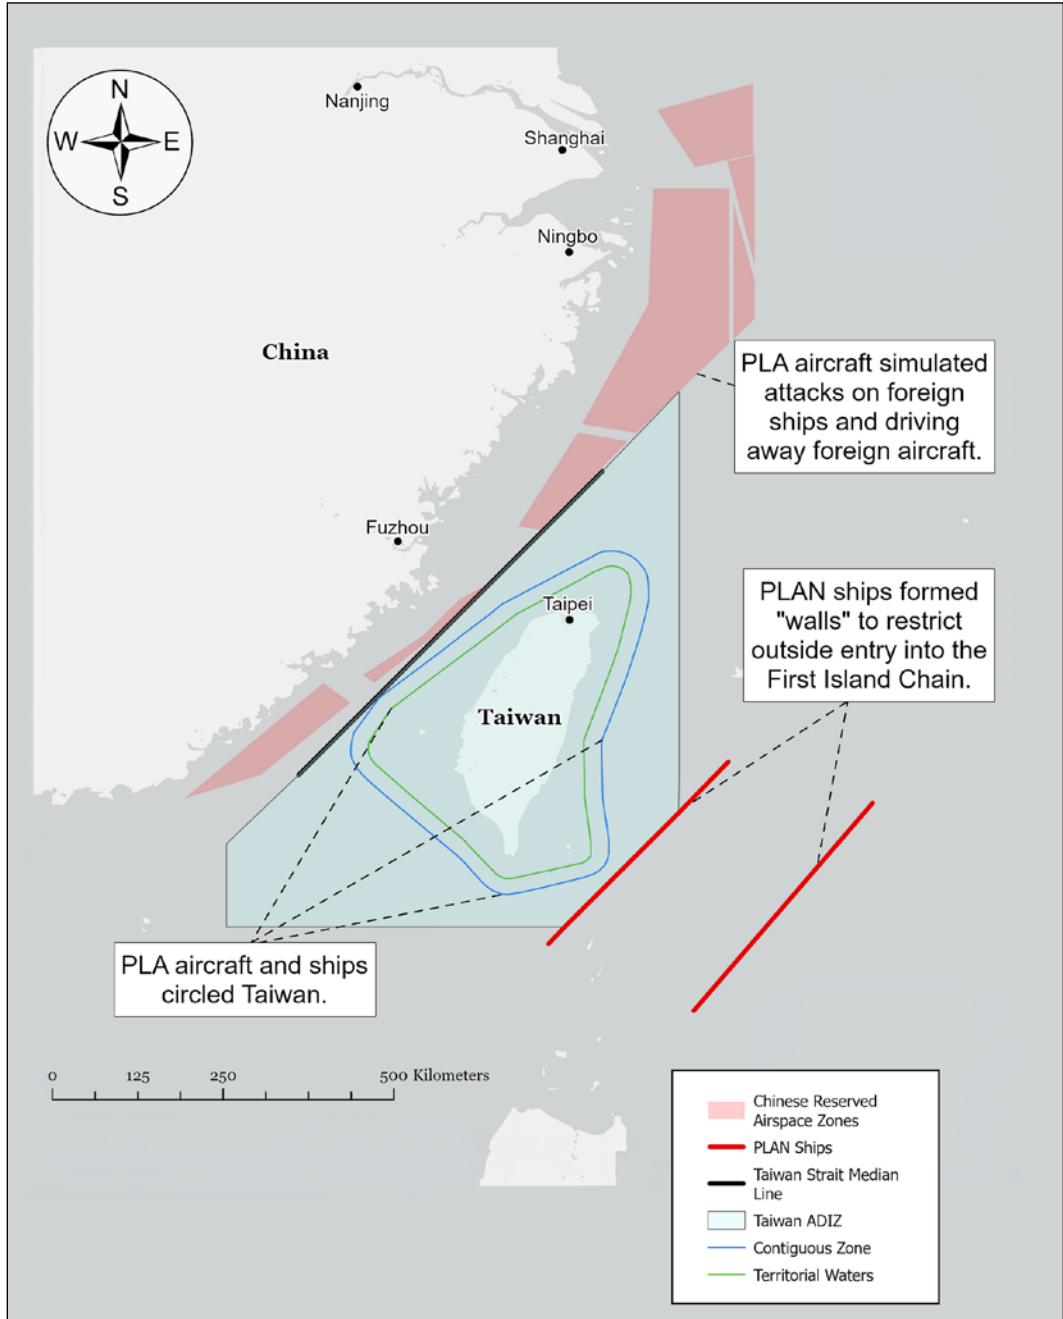 N
W E
S
Nanjing
Shanghai
Ningbo
China
PLA aircraft simulated
attacks on foreign
ships and driving
away foreign aircraft.
Fuzhou
Taipei
PLAN ships formed
"walls" to restrict
outside entry into the
First Island Chain.
Taiwan
PLA aircraft and ships
circled Taiwan.
0 125 250 500 Kilometers
Chinese Reserved
Airspace Zones
PLAN Ships
Taiwan Strait Median
Line
Taiwan ADIZ
Contiguous Zone
Territorial Waters